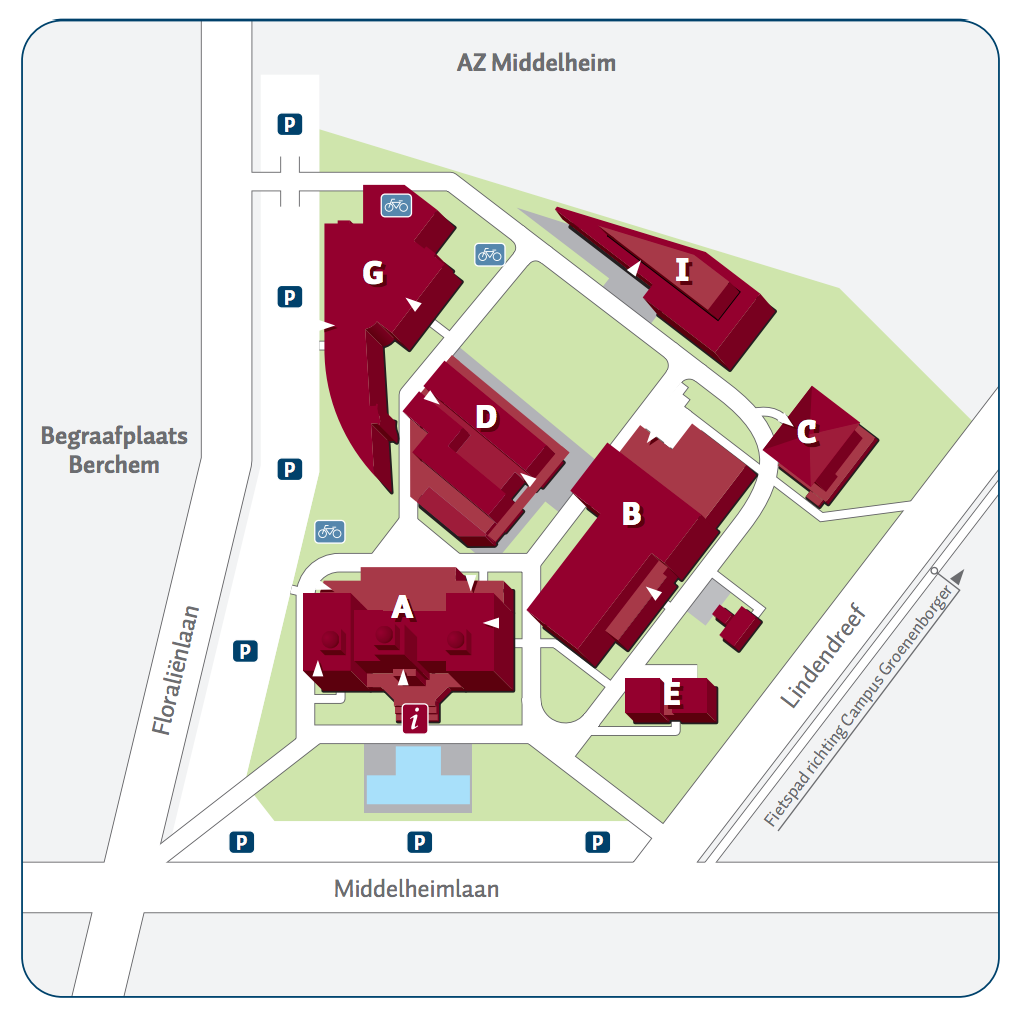 AZ Middelheim
P
G
I
P
D
C
Begraafplaats
Berchem
P
B
A
P
Floraliënlaan
E
Lindendreef
Fietspad richting Campus Groenenborger
i
P
P
P
Middelheimlaan